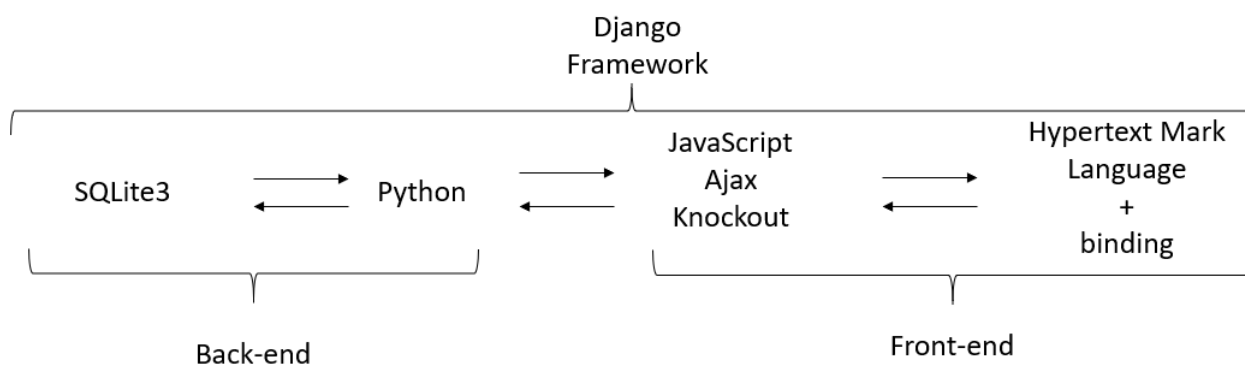 Django
Framework
SQLite3
Python
JavaScript
Ajax
Knockout
Hypertext Mark
Language
+
binding
Back-end
Front-end